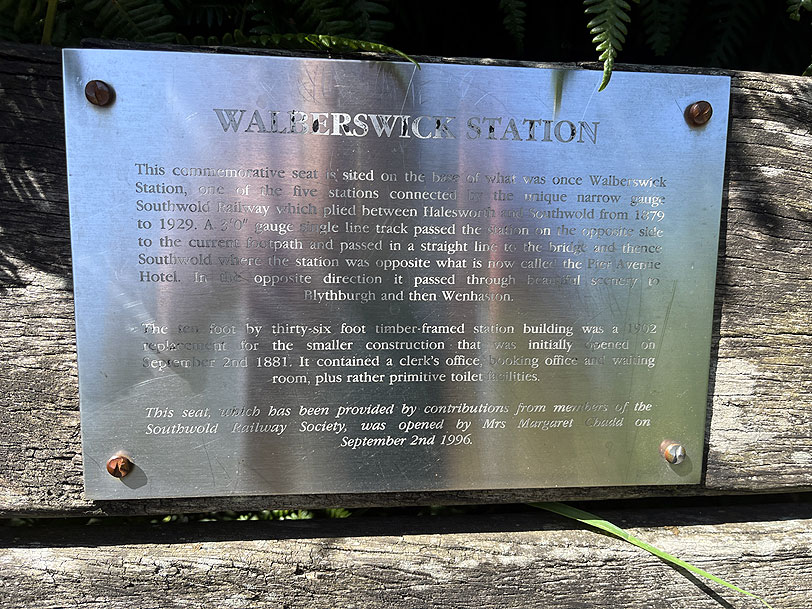 WALBERSWICK STATION
This commemorative seat is sited on the base of what was once Walberswick
Station, one of the five stations connected by the unique narrow gauge
Southwold Railway which plied between Halesworth and Southwold from 1879
to 1929. A 3'0" gauge single line track passed the station on the opposite side
to the current footpath and passed in a straight line to the bridge and thence
Southwold where the station was opposite what is now called the Pier Avenue
Hotel. In the opposite direction it passed through beautiful scenery to
Blythburgh and then Wenhaston.
The ten foot by thirty-six foot timber-framed station building was a 1902
replacement for the smaller construction that was initially opened on
September 2nd 1881. It contained a clerk's office, booking office and waiting
room, plus rather primitive toilet facilities.
This seat, which has been provided by contributions from members of the
Southwold Railway Society, was opened by Mrs Margaret Chadd on
September 2nd 1996.